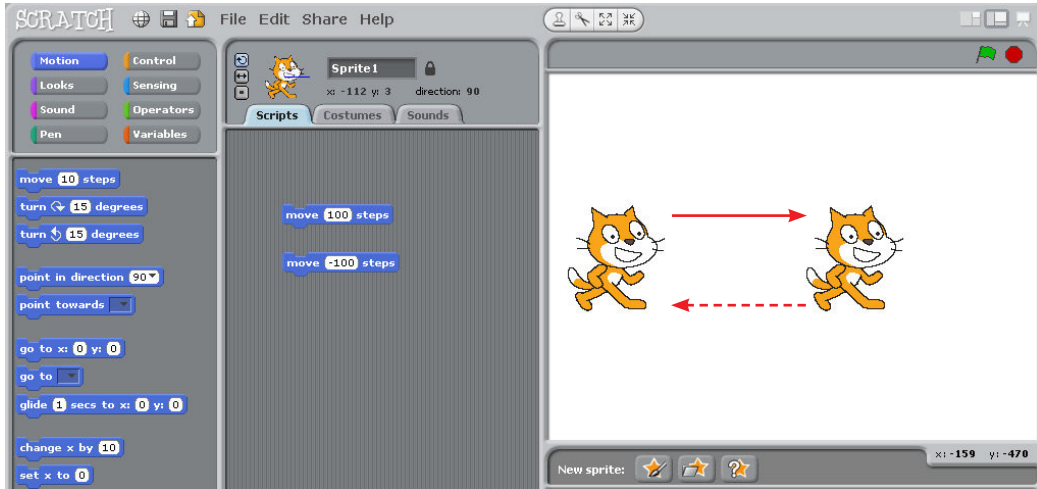 SCRATCH File Edit Share Help
Motion Control
Looks Sensing
Sound Operators
Pen Variables
move 10 steps
turn 15 degrees
turn 15 degrees
point in direction 90
point towards
go to x: 0 y: 0
go to
glide 1 secs to x: 0 y: 0
change x by 10
set x to 0
Sprite1
x: -112 y: 3 direction: 90
Scripts Costumes Sounds
move 100 steps
move -100 steps
New sprite:
x: -159 y: -470